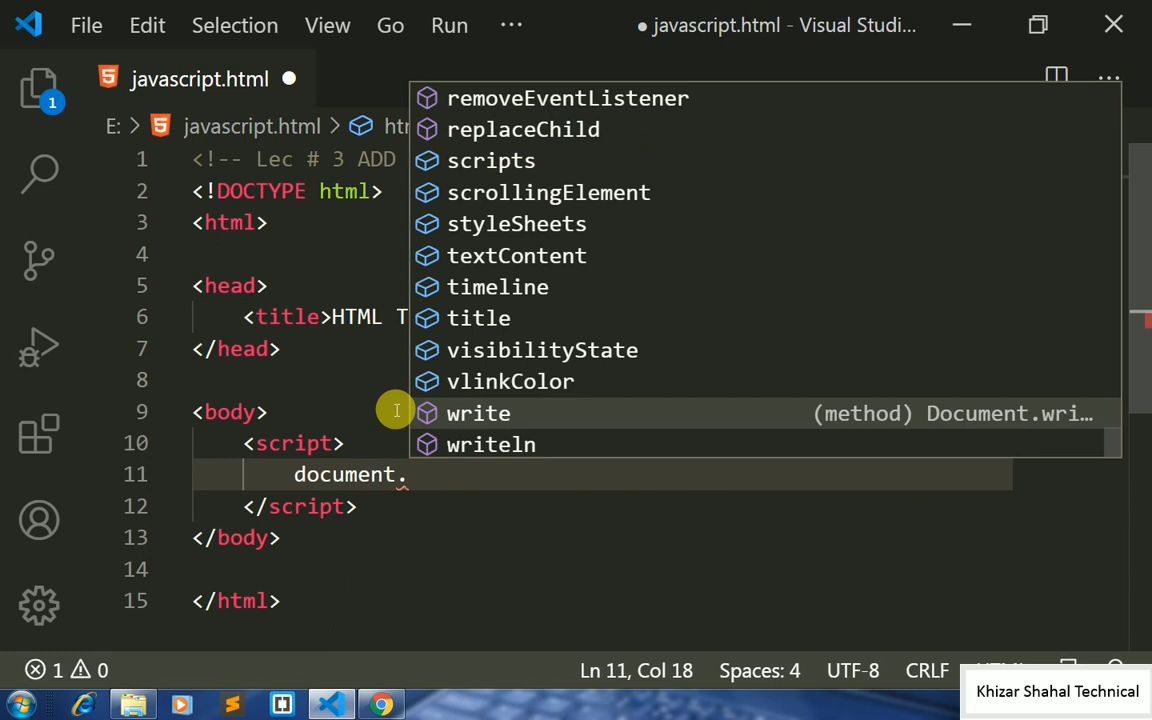 File Edit Selection View Go Run ··· ● javascript.html - Visual Studi...
javascript.html ●
E: > javascript.html >
1 <!-- Lec # 3 ADD
2 <!DOCTYPE html>
3 <html>
4
5 <head>
6 <title>HTML T
7 </head>
8
9 <body>
10 <script>
11 document.
12 </script>
13 </body>
14
15 </html>
removeEventListener
replaceChild
scripts
scrollingElement
styleSheets
textContent
timeline
title
visibilityState
vlinkColor
write (method) Document.wri...
writeln
1
1 0 Ln 11, Col 18 Spaces: 4 UTF-8 CRLF
Khizar Shahal Technical